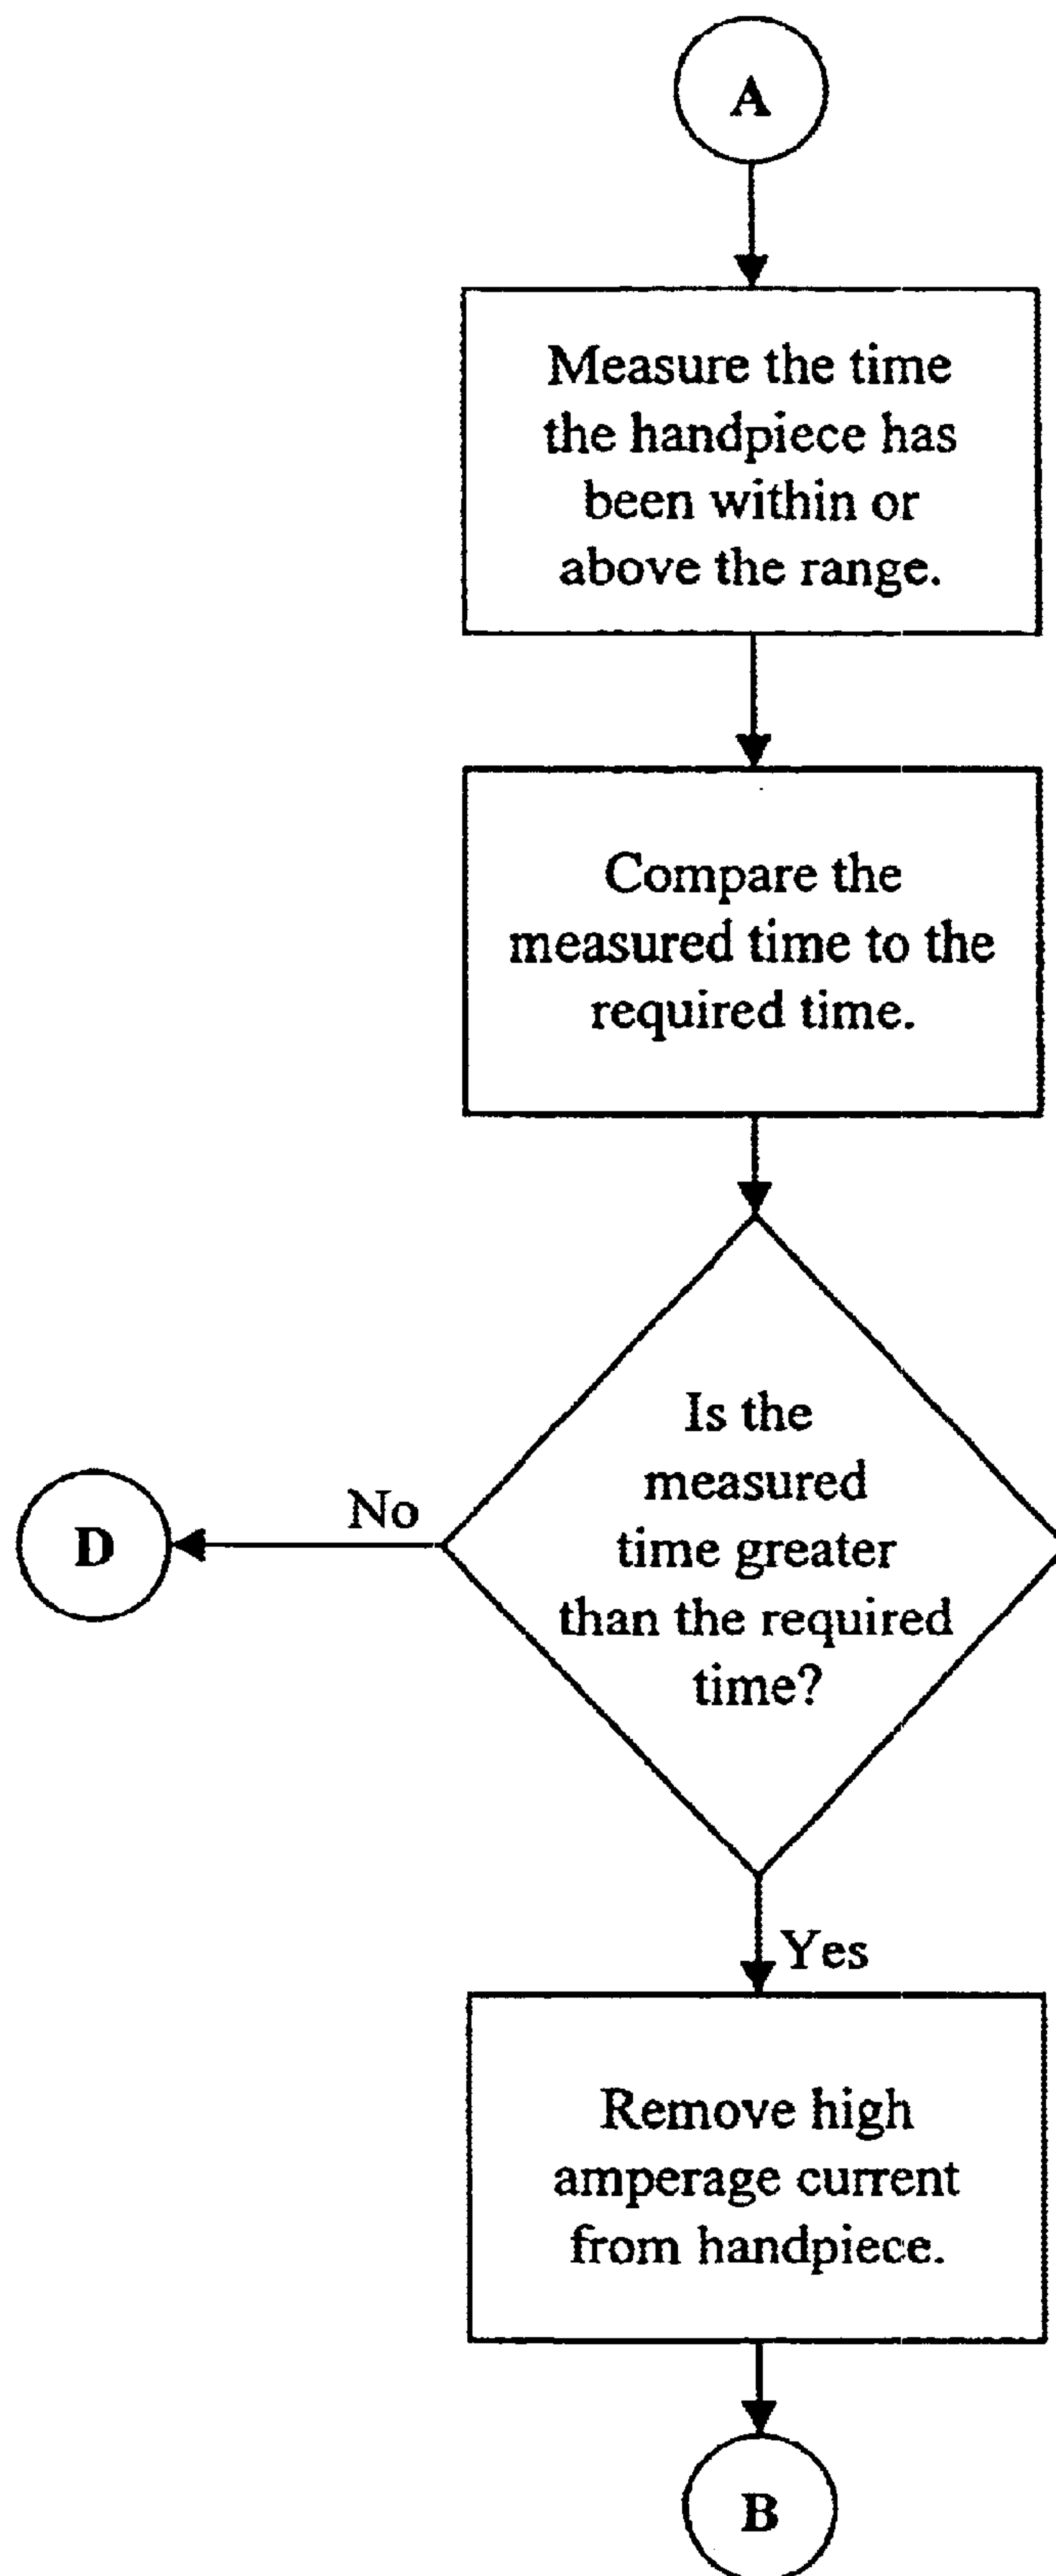 A
Measure the time
the handpiece has
been within or
above the range.
Compare the
measured time to the
required time.
Is the
measured
time greater
than the required
time?
No
D
Yes
Remove high
amperage current
from handpiece.
B